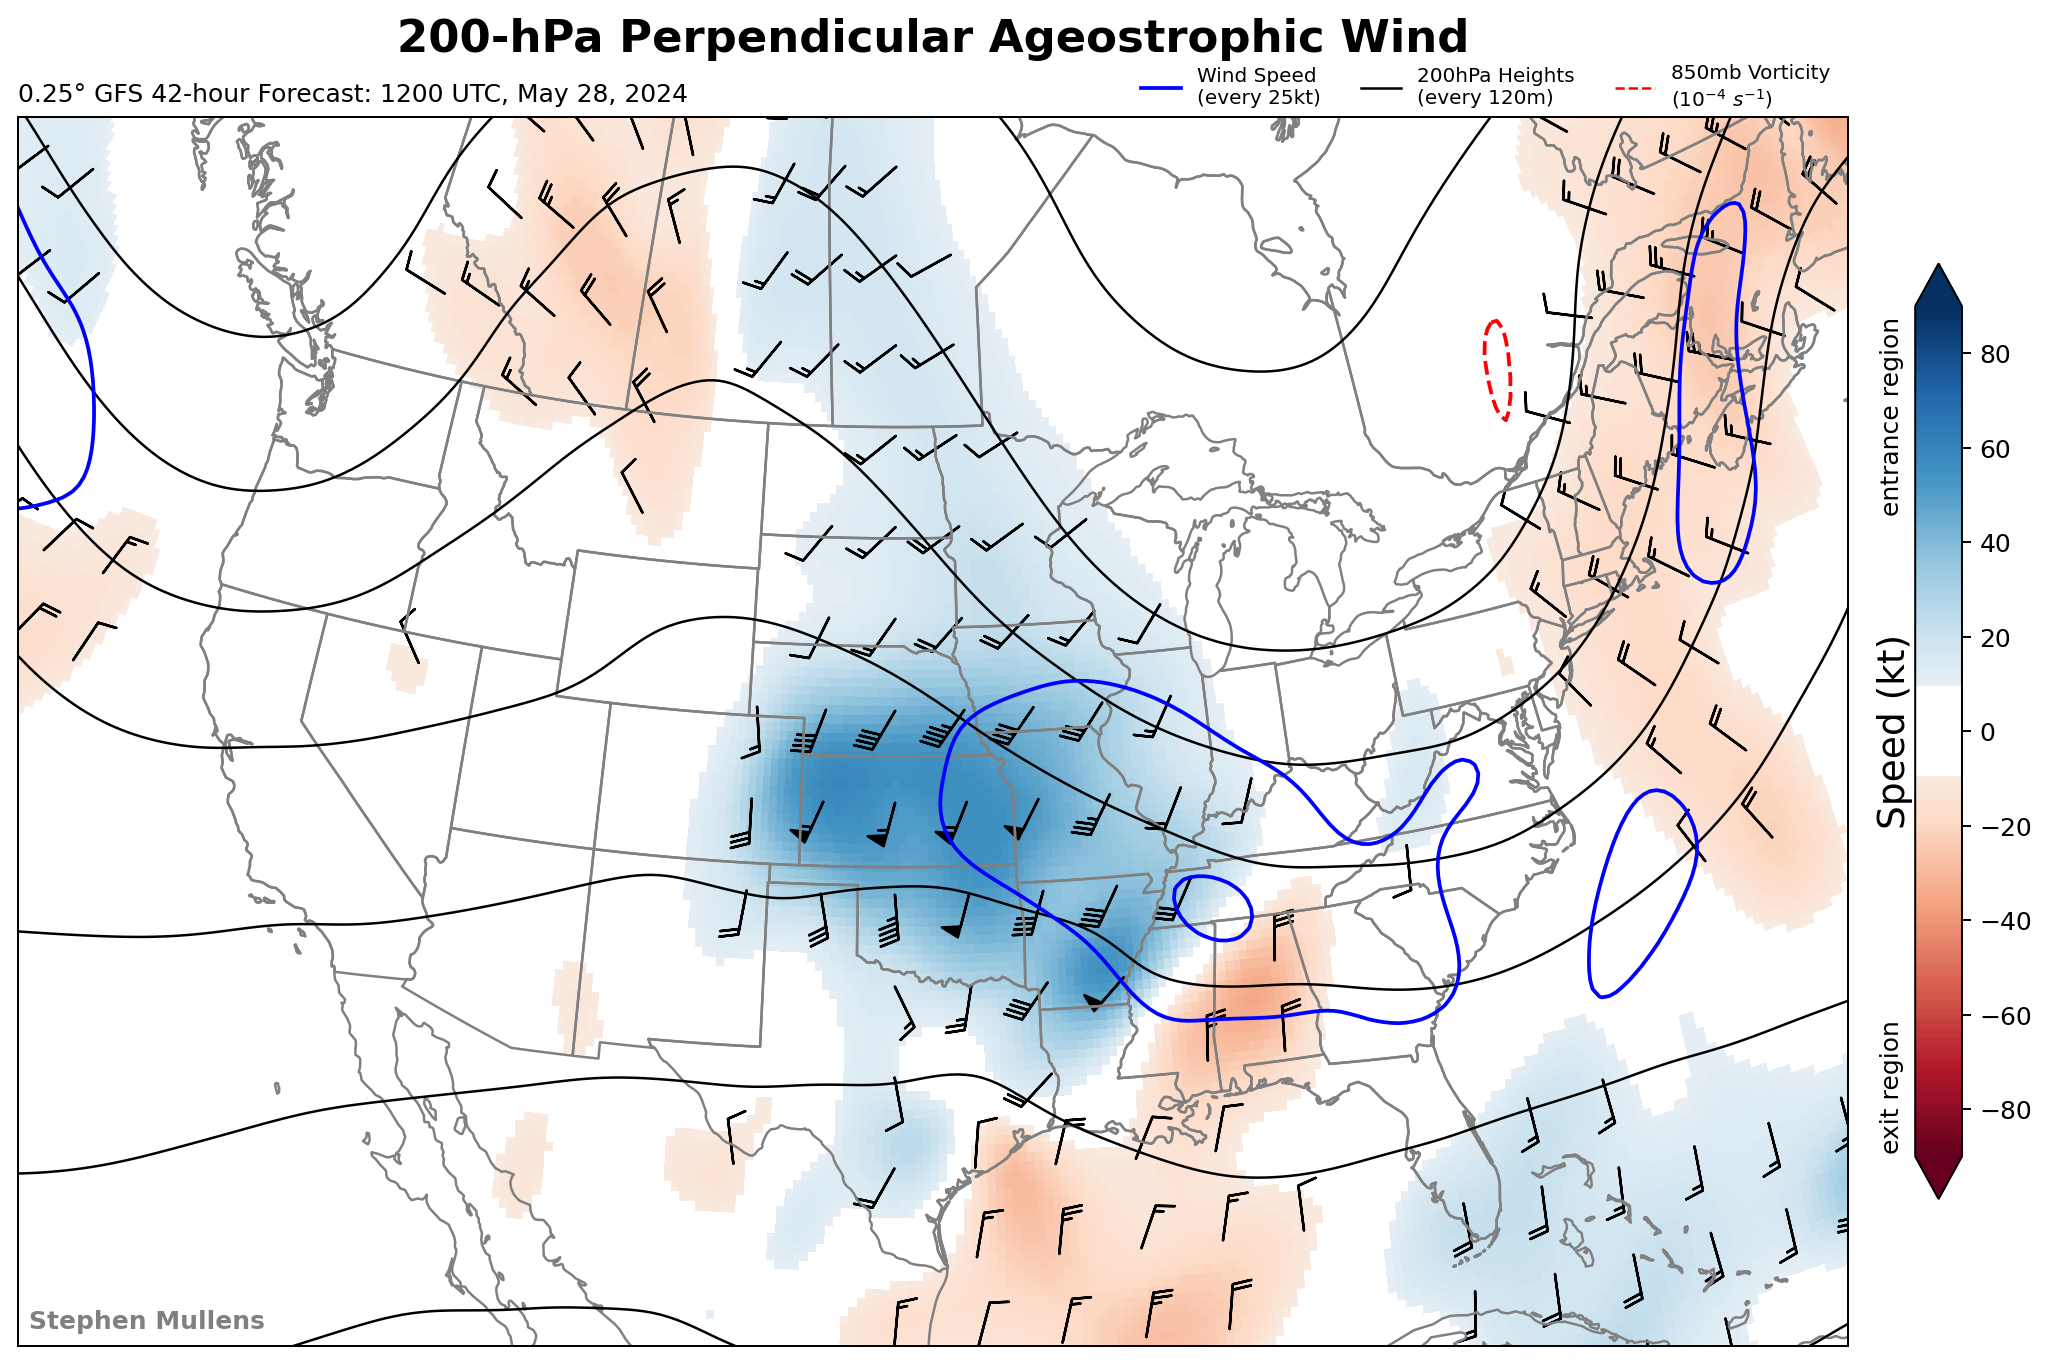 200-hPa Perpendicular Ageostrophic Wind
0.25° GFS 42-hour Forecast: 1200 UTC, May 28, 2024
Wind Speed
(every 25kt)
200hPa Heights
(every 120m)
850mb Vorticity
(10⁻⁴ s⁻¹)
entrance region
Speed (kt)
exit region
80
60
40
20
0
−20
−40
−60
−80
Stephen Mullens